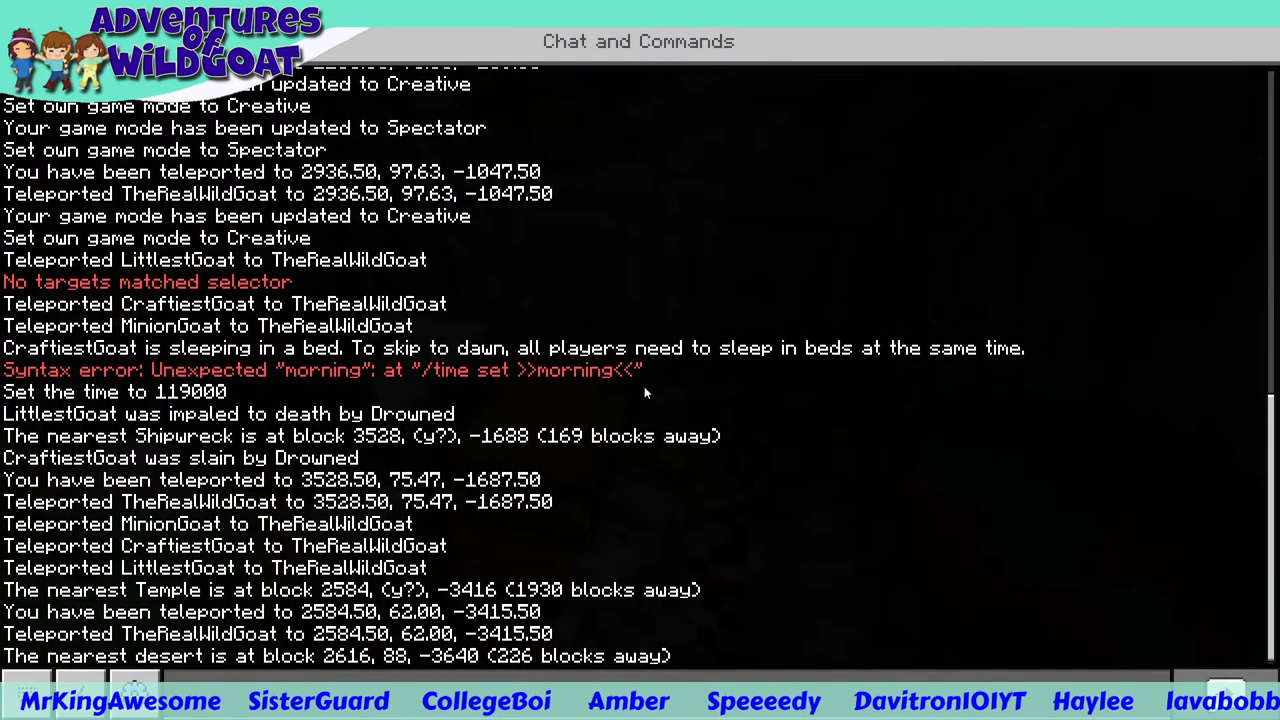 ADVENTURES
OF
WILDGOAT
Chat and Commands
updated to Creative
Set own game mode to Creative
Your game mode has been updated to Spectator
Set own game mode to Spectator
You have been teleported to 2936.50, 97.63, -1047.50
Teleported TheRealWildGoat to 2936.50, 97.63, -1047.50
Your game mode has been updated to Creative
Set own game mode to Creative
Teleported LittlestGoat to TheRealWildGoat
No targets matched selector
Teleported CraftiestGoat to TheRealWildGoat
Teleported MinionGoat to TheRealWildGoat
CraftiestGoat is sleeping in a bed. To skip to dawn, all players need to sleep in beds at the same time.
Syntax error: Unexpected "morning": at "/time set >>morning<<"
Set the time to 119000
LittlestGoat was impaled to death by Drowned
The nearest Shipwreck is at block 3528, (y?), -1688 (169 blocks away)
CraftiestGoat was slain by Drowned
You have been teleported to 3528.50, 75.47, -1687.50
Teleported TheRealWildGoat to 3528.50, 75.47, -1687.50
Teleported MinionGoat to TheRealWildGoat
Teleported CraftiestGoat to TheRealWildGoat
Teleported LittlestGoat to TheRealWildGoat
The nearest Temple is at block 2584, (y?), -3416 (1930 blocks away)
You have been teleported to 2584.50, 62.00, -3415.50
Teleported TheRealWildGoat to 2584.50, 62.00, -3415.50
The nearest desert is at block 2616, 88, -3640 (226 blocks away)
MrKingAwesome SisterGuard CollegeBoi Amber Speeeedy Davitron101YT Haylee lavabobb